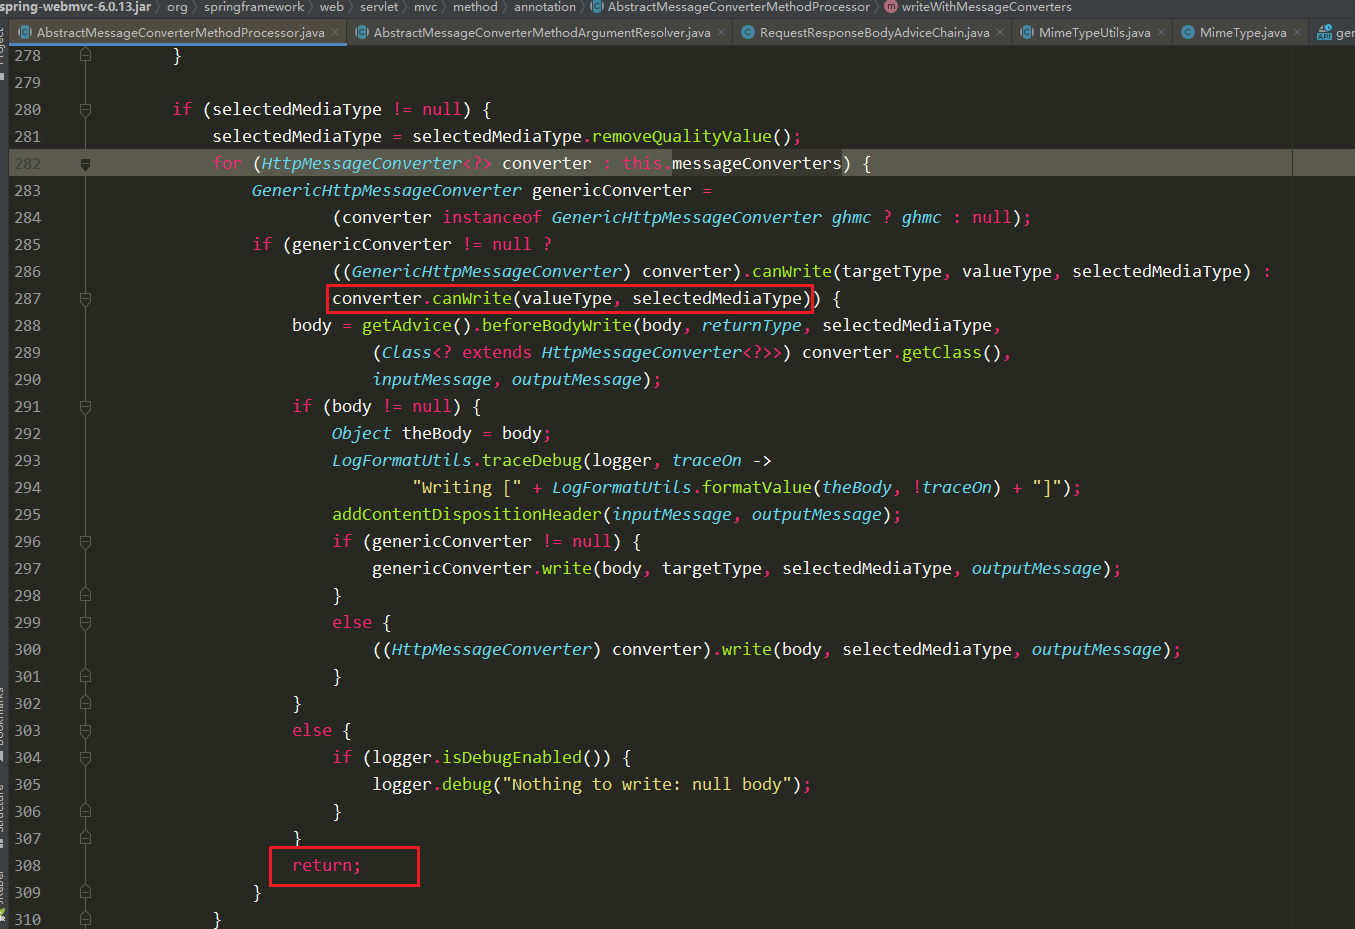 spring-webmvc-6.0.13.jar org springframework web servlet mvc method annotation AbstractMessageConverterMethodProcessor writeWithMessageConverters
AbstractMessageConverterMethodProcessor.java AbstractMessageConverterMethodArgumentResolver.java RequestResponseBodyAdviceChain.java MimeTypeUtils.java MimeType.java
278 }
279
280 if (selectedMediaType != null) {
281 selectedMediaType = selectedMediaType.removeQualityValue();
282 for (HttpMessageConverter<?> converter : this.messageConverters) {
283 GenericHttpMessageConverter genericConverter =
284 (converter instanceof GenericHttpMessageConverter ghmc ? ghmc : null);
285 if (genericConverter != null ?
286 ((GenericHttpMessageConverter) converter).canWrite(targetType, valueType, selectedMediaType) :
287 converter.canWrite(valueType, selectedMediaType)) {
288 body = getAdvice().beforeBodyWrite(body, returnType, selectedMediaType,
289 (Class<? extends HttpMessageConverter<?>>) converter.getClass(),
290 inputMessage, outputMessage);
291 if (body != null) {
292 Object theBody = body;
293 LogFormatUtils.traceDebug(logger, traceOn ->
294 "Writing [" + LogFormatUtils.formatValue(theBody, !traceOn) + "]");
295 addContentDispositionHeader(inputMessage, outputMessage);
296 if (genericConverter != null) {
297 genericConverter.write(body, targetType, selectedMediaType, outputMessage);
298 }
299 else {
300 ((HttpMessageConverter) converter).write(body, selectedMediaType, outputMessage);
301 }
302 }
303 else {
304 if (logger.isDebugEnabled()) {
305 logger.debug("Nothing to write: null body");
306 }
307 }
308 return;
309 }
310 }